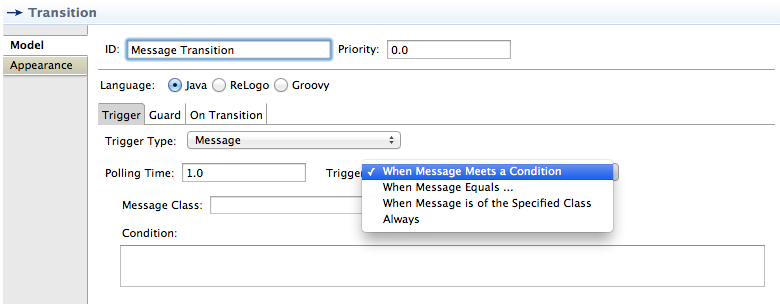 Transition
Model
Appearance
ID: Message Transition Priority: 0.0
Language: Java ReLogo Groovy
Trigger Guard On Transition
Trigger Type: Message
Polling Time: 1.0 Trigger
✓ When Message Meets a Condition
When Message Equals ...
When Message is of the Specified Class
Always
Message Class:
Condition: